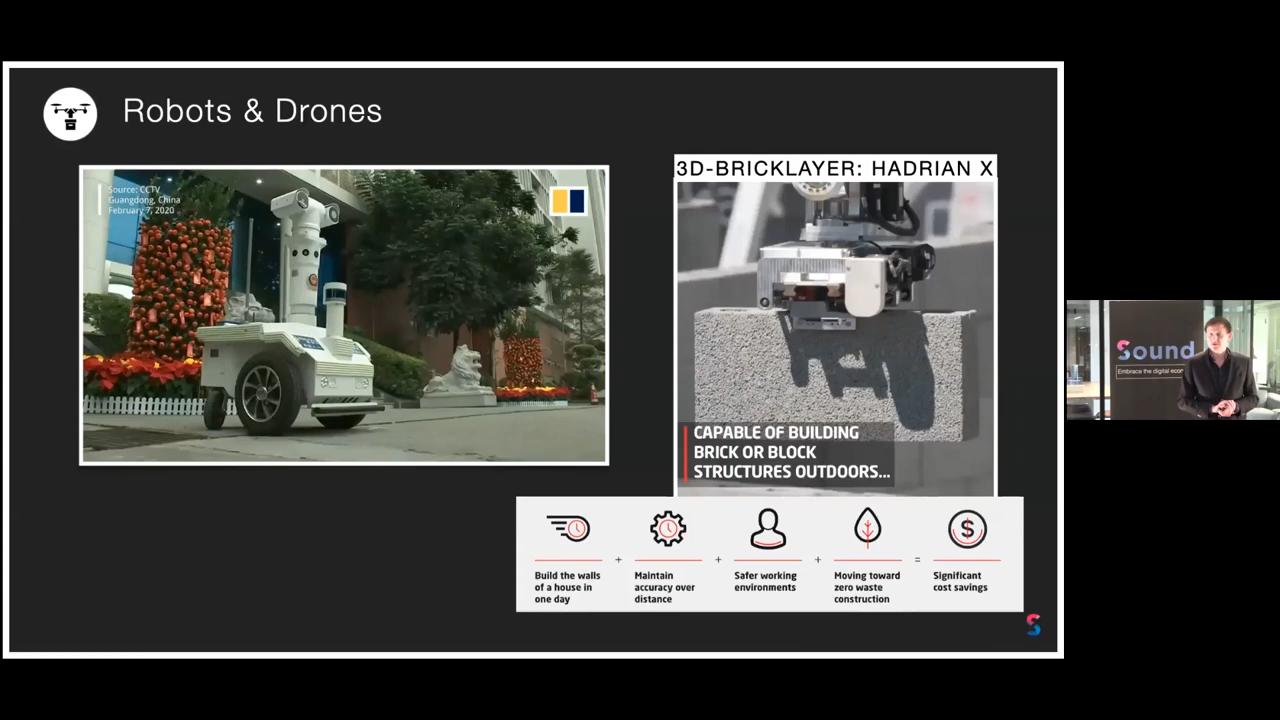 Robots & Drones
Source: CCTV
Guangdong, China
February 7, 2020
3D-BRICKLAYER: HADRIAN X
CAPABLE OF BUILDING
BRICK OR BLOCK
STRUCTURES OUTDOORS...
Build the walls
of a house in
one day
+
Maintain
accuracy over
distance
+
Safer working
environments
+
Moving toward
zero waste
construction
=
$
Significant
cost savings
Sound
Embrace the digital